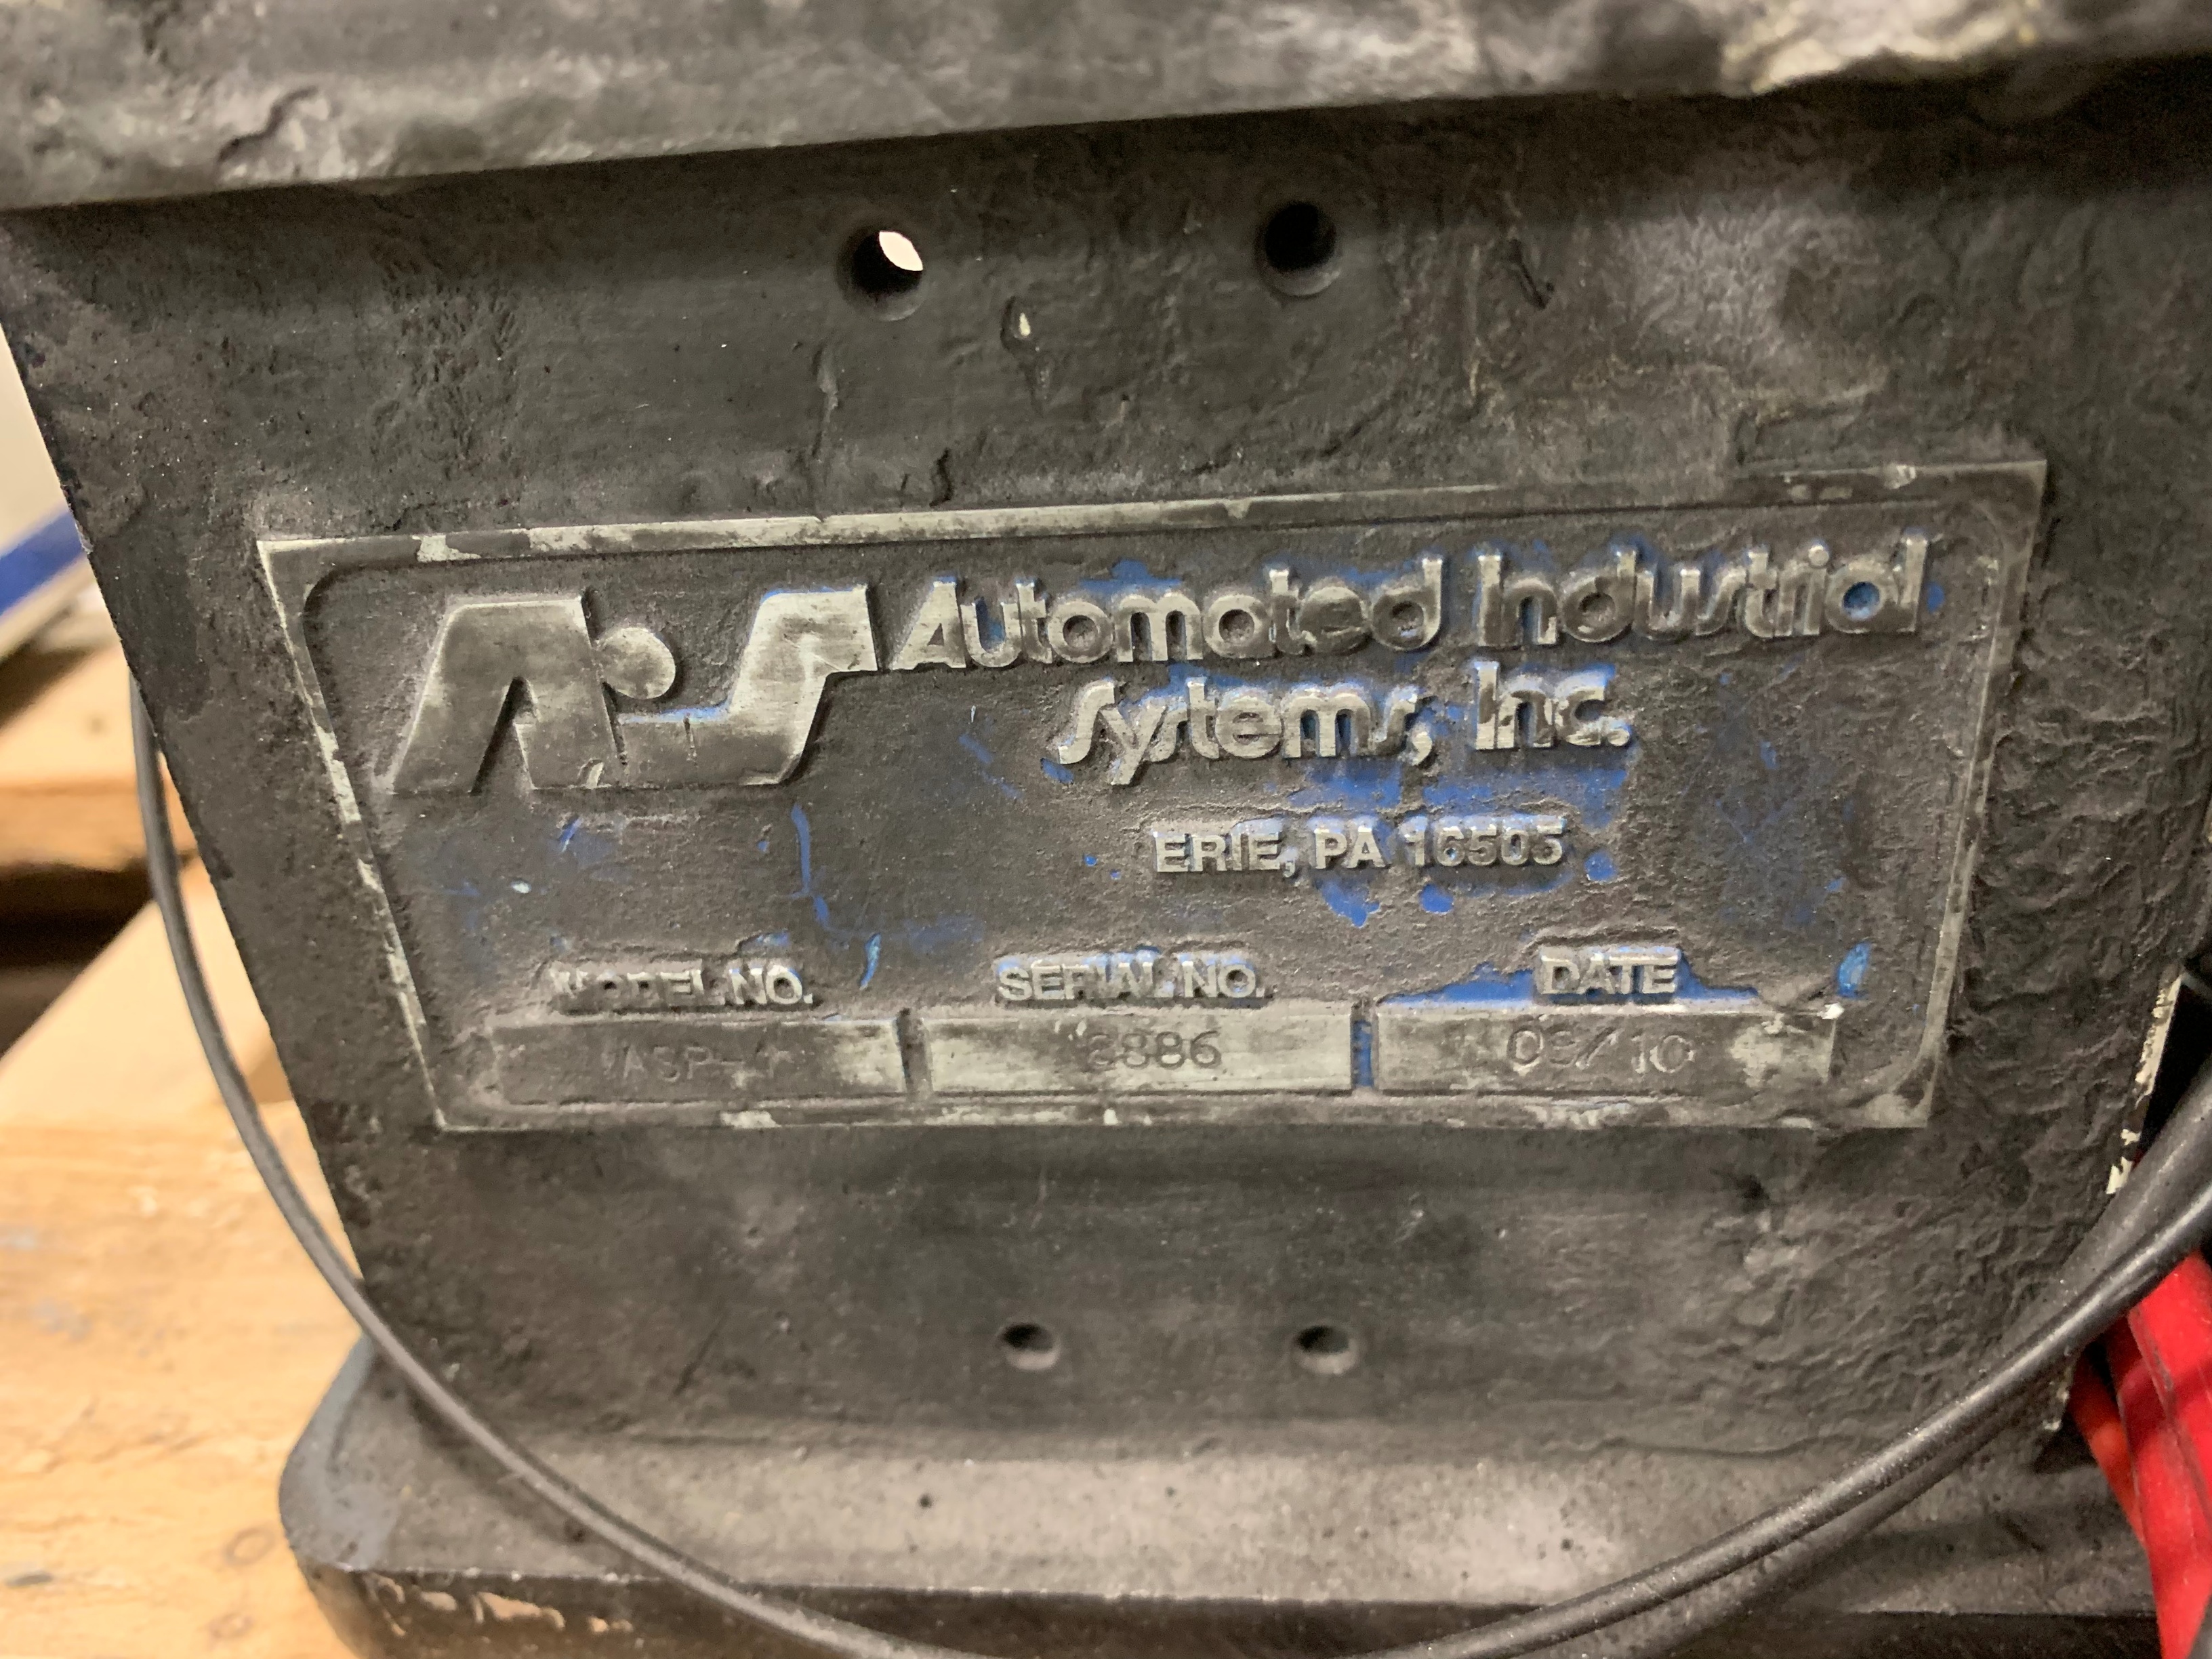 AiS Automated Industrial
Systems, Inc.
ERIE, PA 16505
MODEL NO. SERIAL NO. DATE